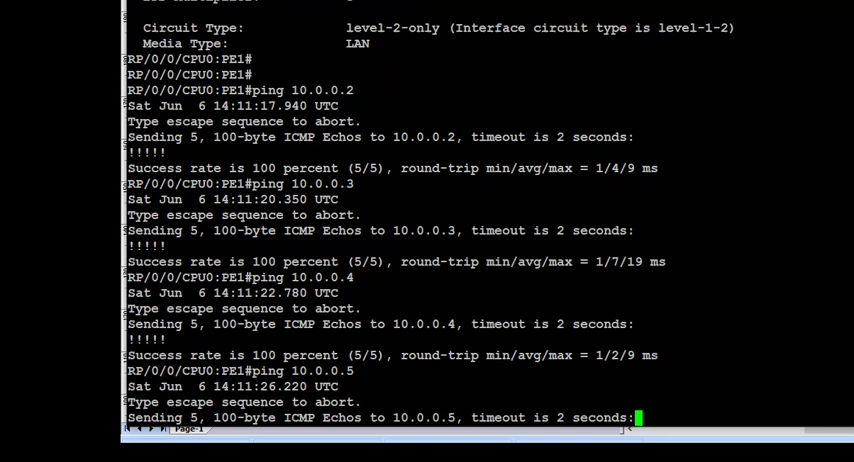 Circuit Type: level-2-only (Interface circuit type is level-1-2)
Media Type: LAN
RP/0/0/CPU0:PE1#
RP/0/0/CPU0:PE1#
RP/0/0/CPU0:PE1#ping 10.0.0.2
Sat Jun  6 14:11:17.940 UTC
Type escape sequence to abort.
Sending 5, 100-byte ICMP Echos to 10.0.0.2, timeout is 2 seconds:
!!!!!
Success rate is 100 percent (5/5), round-trip min/avg/max = 1/4/9 ms
RP/0/0/CPU0:PE1#ping 10.0.0.3
Sat Jun  6 14:11:20.350 UTC
Type escape sequence to abort.
Sending 5, 100-byte ICMP Echos to 10.0.0.3, timeout is 2 seconds:
!!!!!
Success rate is 100 percent (5/5), round-trip min/avg/max = 1/7/19 ms
RP/0/0/CPU0:PE1#ping 10.0.0.4
Sat Jun  6 14:11:22.780 UTC
Type escape sequence to abort.
Sending 5, 100-byte ICMP Echos to 10.0.0.4, timeout is 2 seconds:
!!!!!
Success rate is 100 percent (5/5), round-trip min/avg/max = 1/2/9 ms
RP/0/0/CPU0:PE1#ping 10.0.0.5
Sat Jun  6 14:11:26.220 UTC
Type escape sequence to abort.
Sending 5, 100-byte ICMP Echos to 10.0.0.5, timeout is 2 seconds:
Page-1